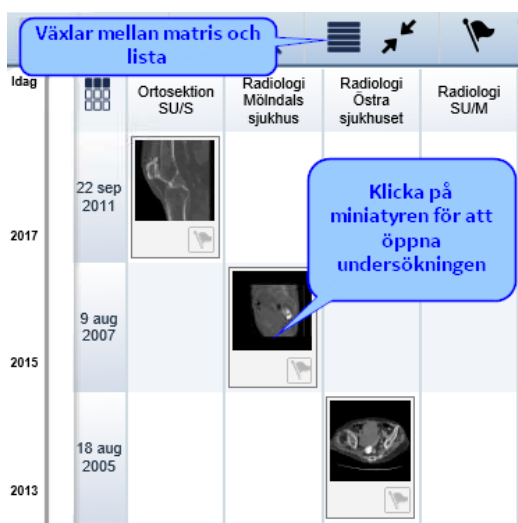 Växlar mellan matris och
lista
Idag
Ortosektion
SU/S
Radiologi
Mölndals
sjukhus
Radiologi
Östra
sjukhuset
Radiologi
SU/M
22 sep
2011
Klicka på
miniatyren för att
öppna
undersökningen
2017
9 aug
2007
2015
18 aug
2005
2013